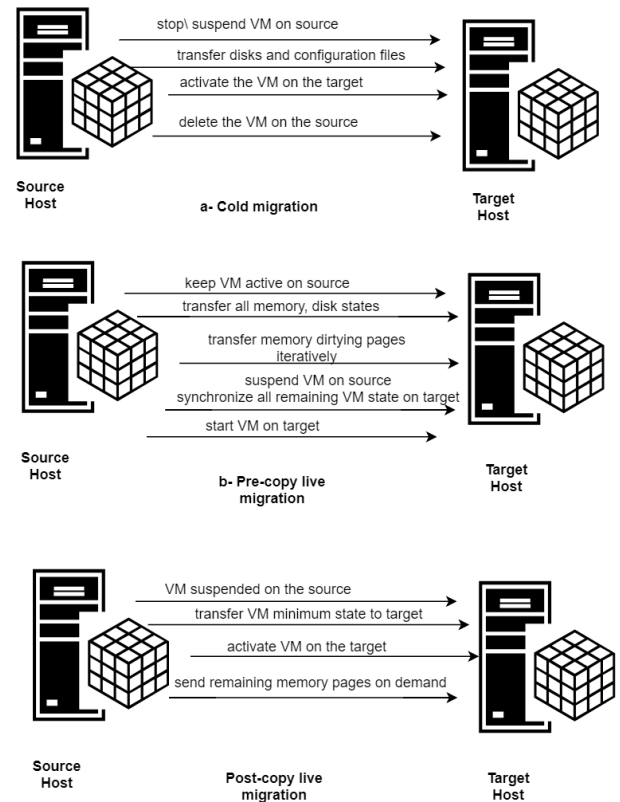 stop\ suspend VM on source
transfer disks and configuration files
activate the VM on the target
delete the VM on the source
Source
Host
a- Cold migration
Target
Host
keep VM active on source
transfer all memory, disk states
transfer memory dirtying pages
iteratively
suspend VM on source
synchronize all remaining VM state on target
start VM on target
Source
Host
b- Pre-copy live
migration
Target
Host
VM suspended on the source
transfer VM minimum state to target
activate VM on the target
send remaining memory pages on demand
Source
Host
Post-copy live
migration
Target
Host